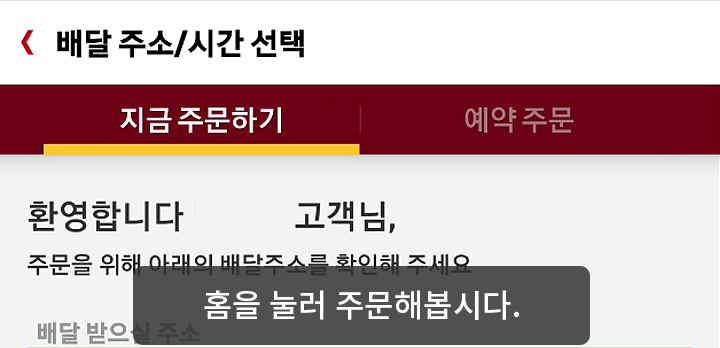 배달 주소/시간 선택
지금 주문하기
예약 주문
환영합니다 고객님,
주문을 위해 아래의 배달주소를 확인해 주세요
홈을 눌러 주문해봅시다.
배달 받으실 주소